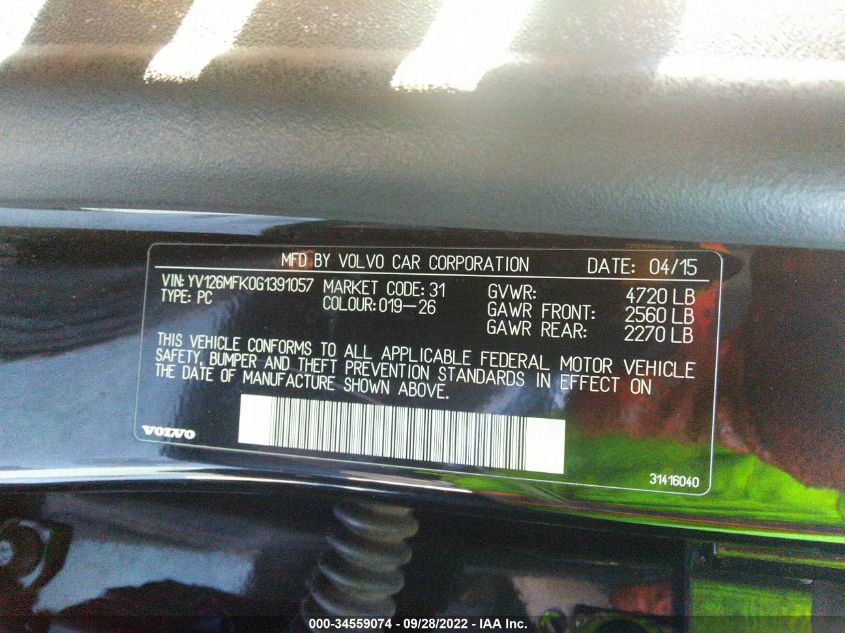 MFD BY VOLVO CAR CORPORATION DATE: 04/15
VIN: YV126MFK0G1391057 MARKET CODE: 31 GVWR: 4720 LB
TYPE: PC COLOUR:019-26 GAWR FRONT: 2560 LB
GAWR REAR: 2270 LB
THIS VEHICLE CONFORMS TO ALL APPLICABLE FEDERAL MOTOR VEHICLE
SAFETY, BUMPER AND THEFT PREVENTION STANDARDS IN EFFECT ON
THE DATE OF MANUFACTURE SHOWN ABOVE.
VOLVO
31416040
000-34559074 - 09/28/2022 - IAA Inc.